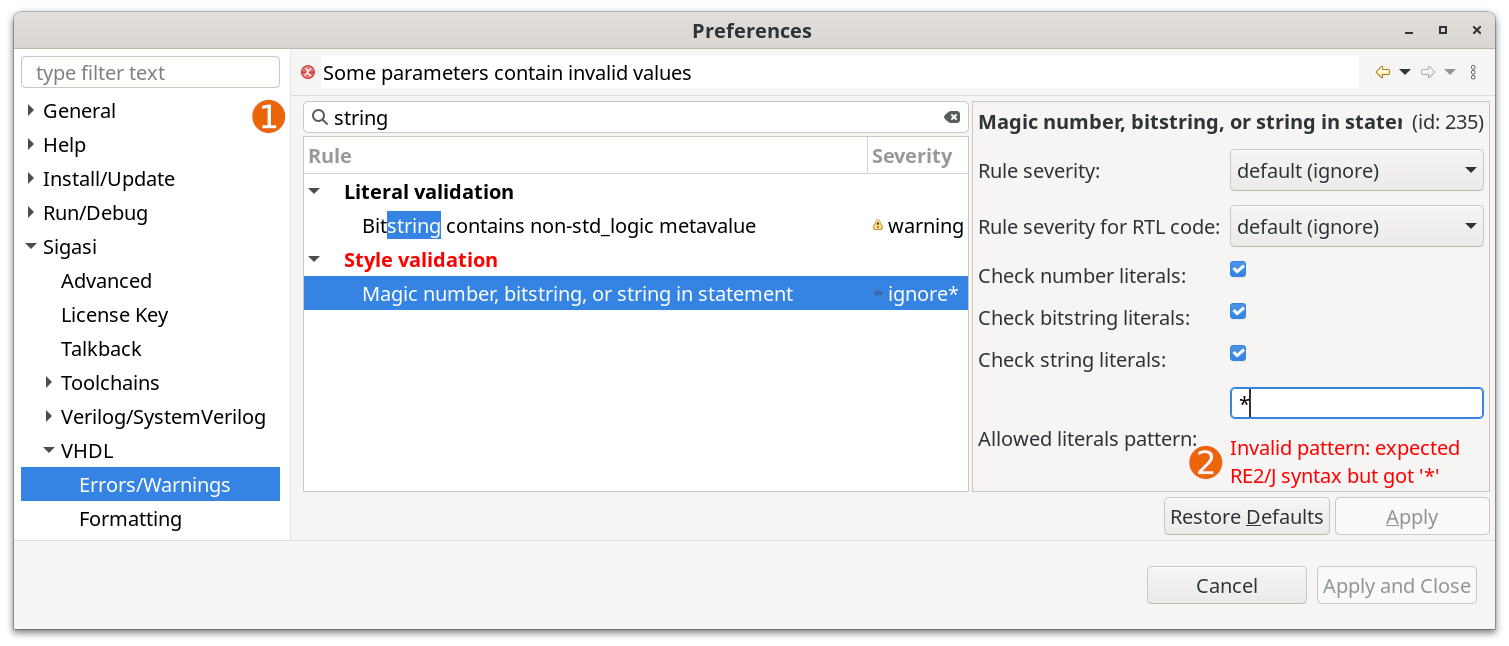 Preferences
type filter text
General
Help
Install/Update
Run/Debug
Sigasi
Advanced
License Key
Talkback
Toolchains
Verilog/SystemVerilog
VHDL
Errors/Warnings
Formatting
Some parameters contain invalid values
1
string
Rule Severity
Literal validation
Bitstring contains non-std_logic metavalue warning
Style validation
Magic number, bitstring, or string in statement ignore*
Magic number, bitstring, or string in stater (id: 235)
Rule severity: default (ignore)
Rule severity for RTL code: default (ignore)
Check number literals:
Check bitstring literals:
Check string literals:
*
Allowed literals pattern:
2
Invalid pattern: expected
RE2/J syntax but got '*'
Restore Defaults Apply
Cancel Apply and Close